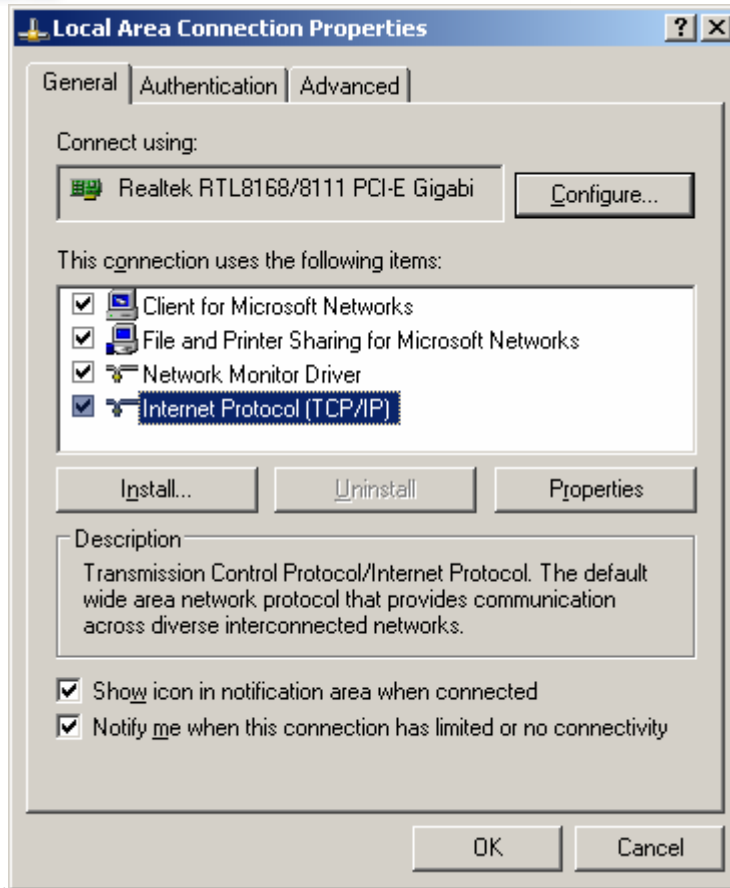 Local Area Connection Properties
General Authentication Advanced
Connect using:
Realtek RTL8168/8111 PCI-E Gigabi Configure...
This connection uses the following items:
Client for Microsoft Networks
File and Printer Sharing for Microsoft Networks
Network Monitor Driver
Internet Protocol (TCP/IP)
Install... Uninstall Properties
Description
Transmission Control Protocol/Internet Protocol. The default
wide area network protocol that provides communication
across diverse interconnected networks.
Show icon in notification area when connected
Notify me when this connection has limited or no connectivity
OK Cancel